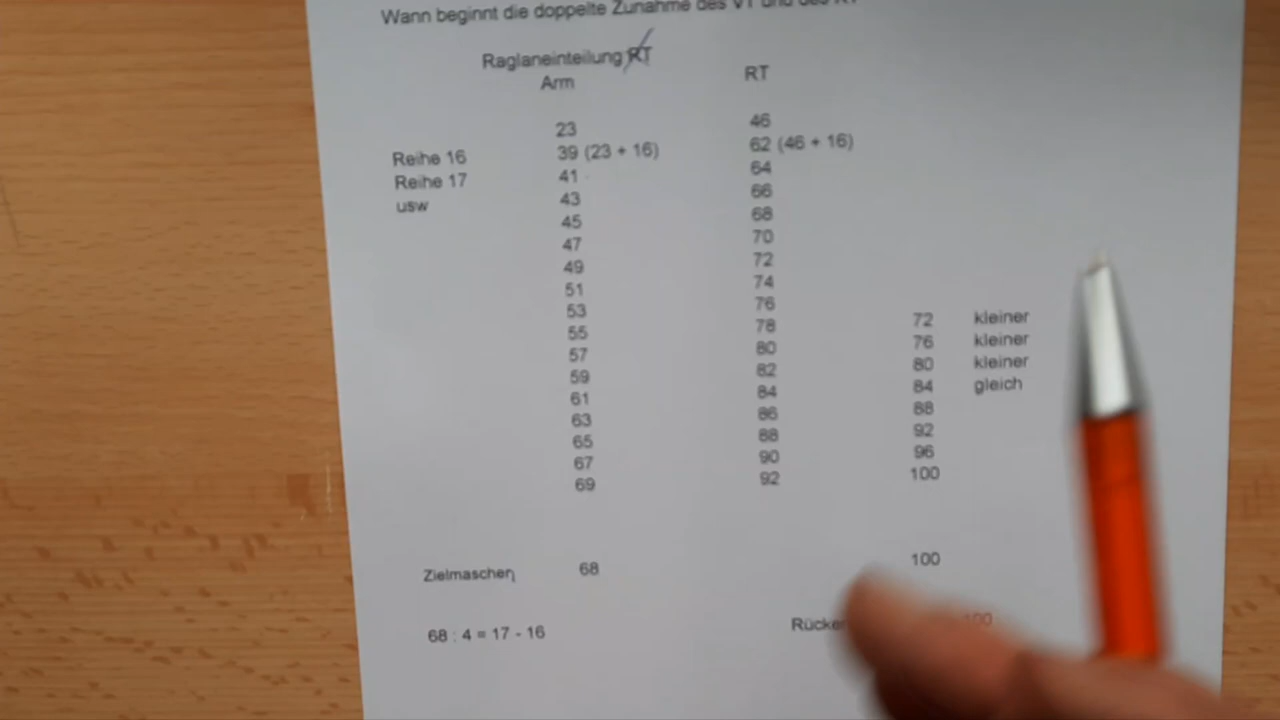 Wann beginnt die doppelte Zunahme des VT und des RT
Raglaneinteilung RT
Arm RT
23 46
Reihe 16 39 (23 + 16) 62 (46 + 16)
Reihe 17 41 64
usw 43 66
45 68
47 70
49 72
51 74
53 76 72 kleiner
55 78 76 kleiner
57 80 80 kleiner
59 82 84 gleich
61 84 88
63 86 92
65 88 96
67 90 100
69 92
Zielmaschen 68 100
68 : 4 = 17 - 16 100